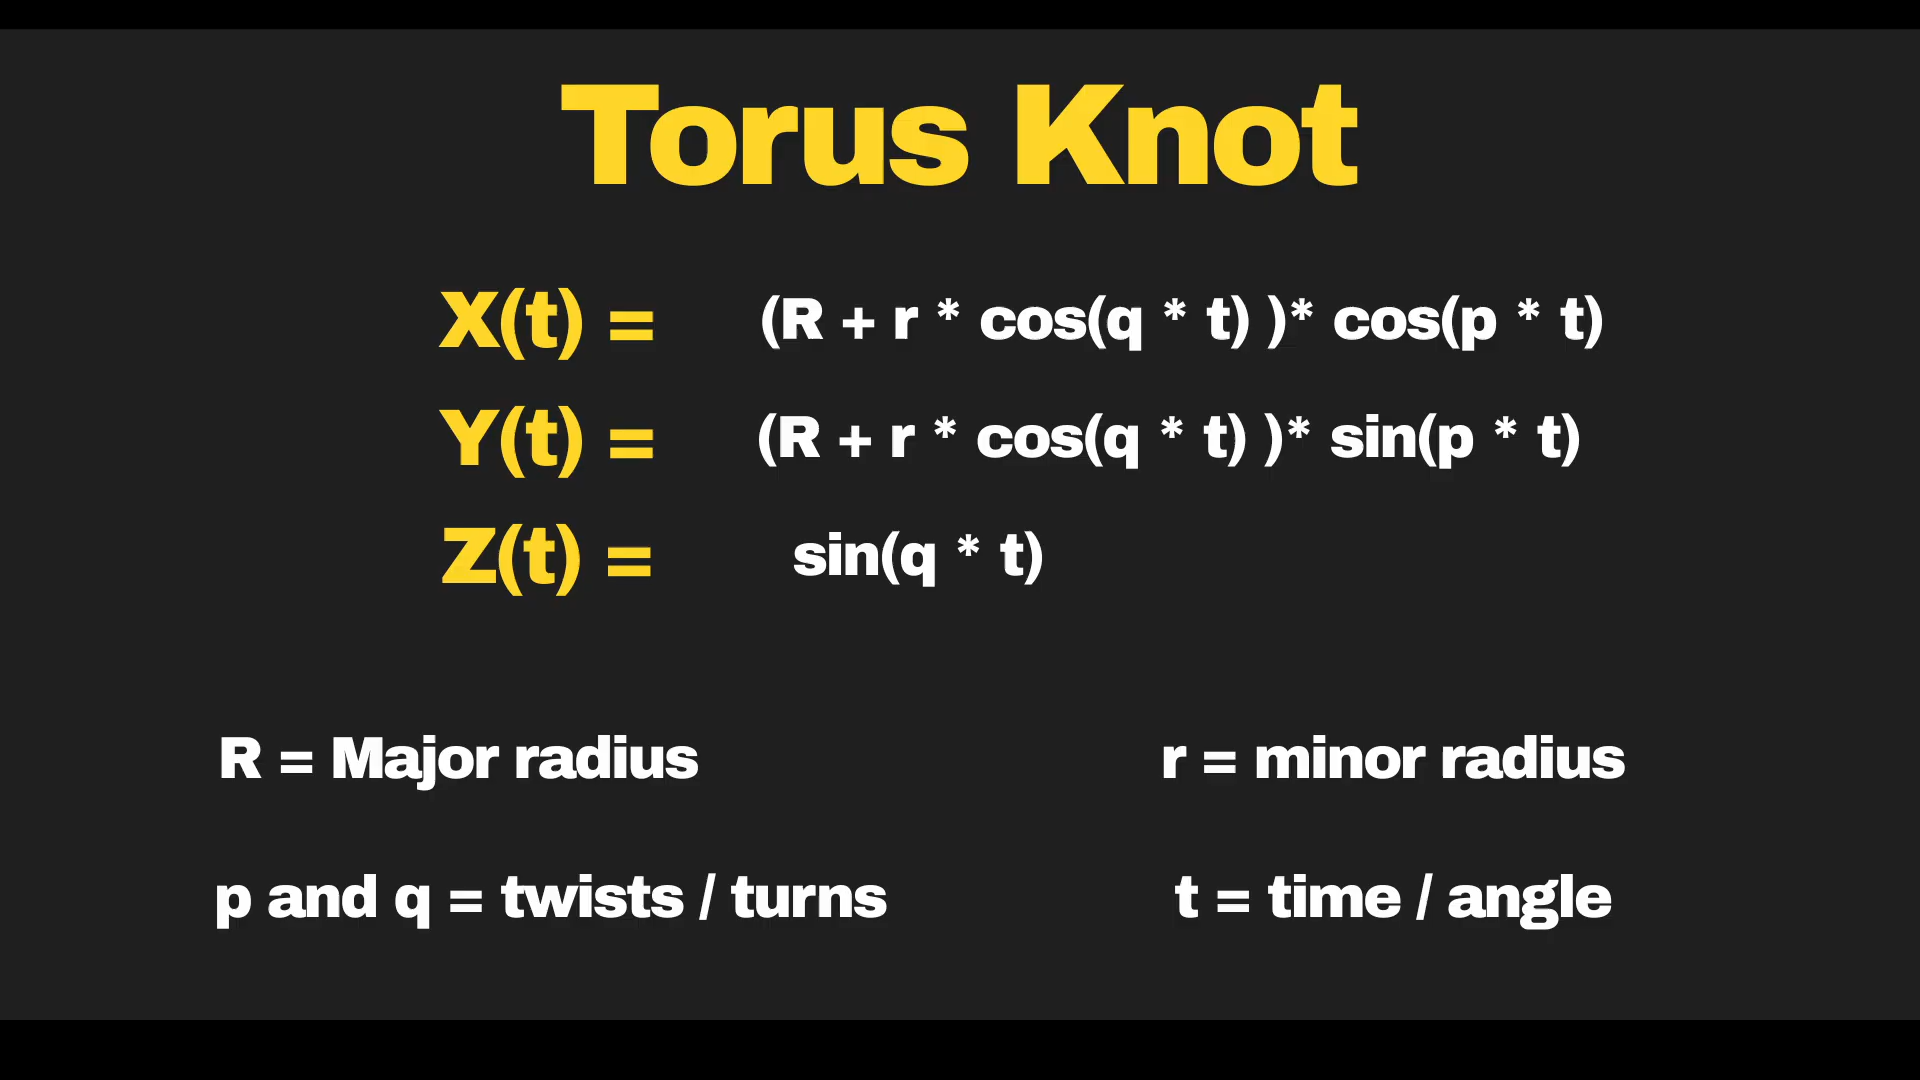 Torus Knot
X(t) = (R + r * cos(q * t) )* cos(p * t)
Y(t) = (R + r * cos(q * t) )* sin(p * t)
Z(t) = sin(q * t)
R = Major radius r = minor radius
p and q = twists / turns t = time / angle